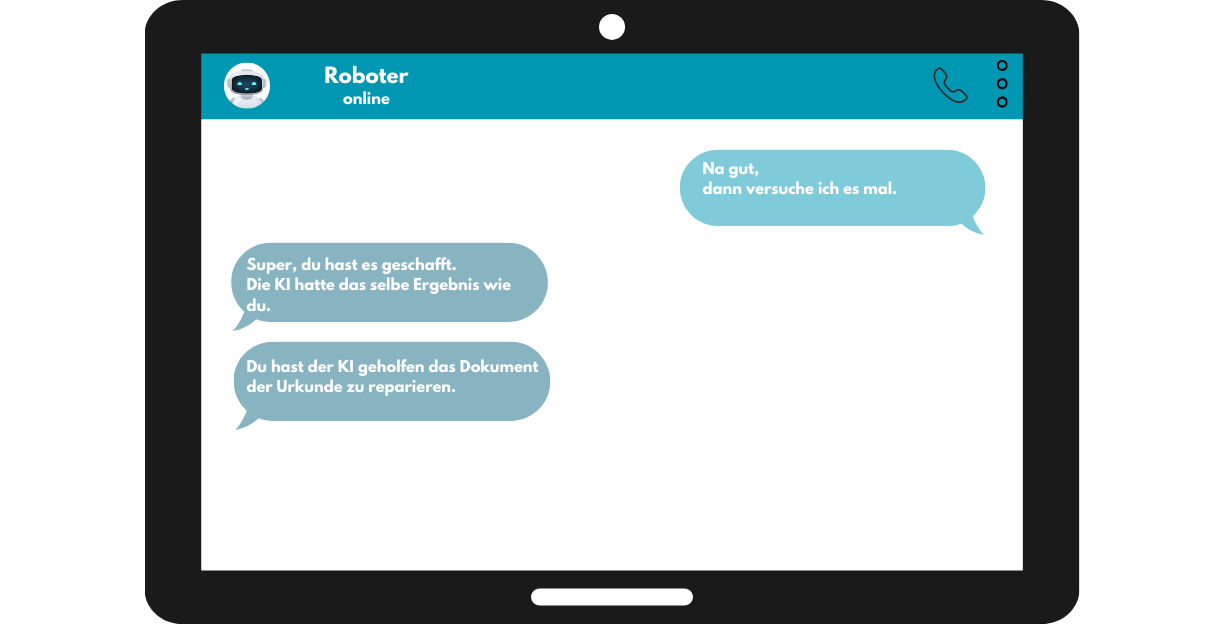 Roboter
online
Na gut,
dann versuche ich es mal.
Super, du hast es geschafft.
Die KI hatte das selbe Ergebnis wie
du.
Du hast der KI geholfen das Dokument
der Urkunde zu reparieren.